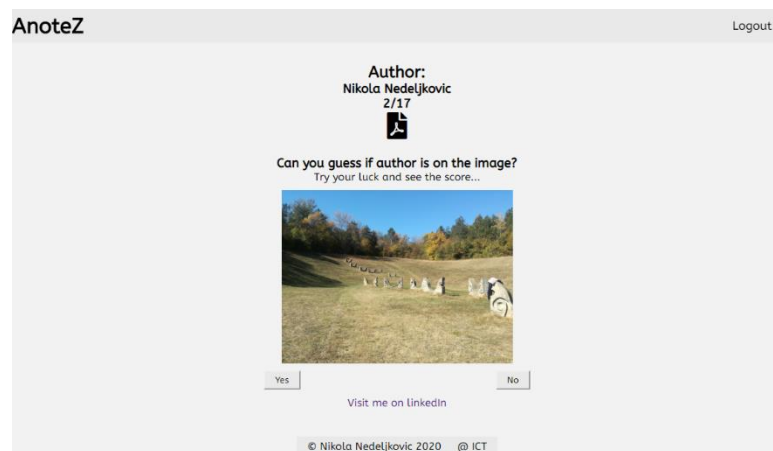 AnoteZ
Logout
Author:
Nikola Nedeljkovic
2/17
Can you guess if author is on the image?
Try your luck and see the score...
Yes
No
Visit me on linkedIn
© Nikola Nedeljkovic 2020 @ ICT